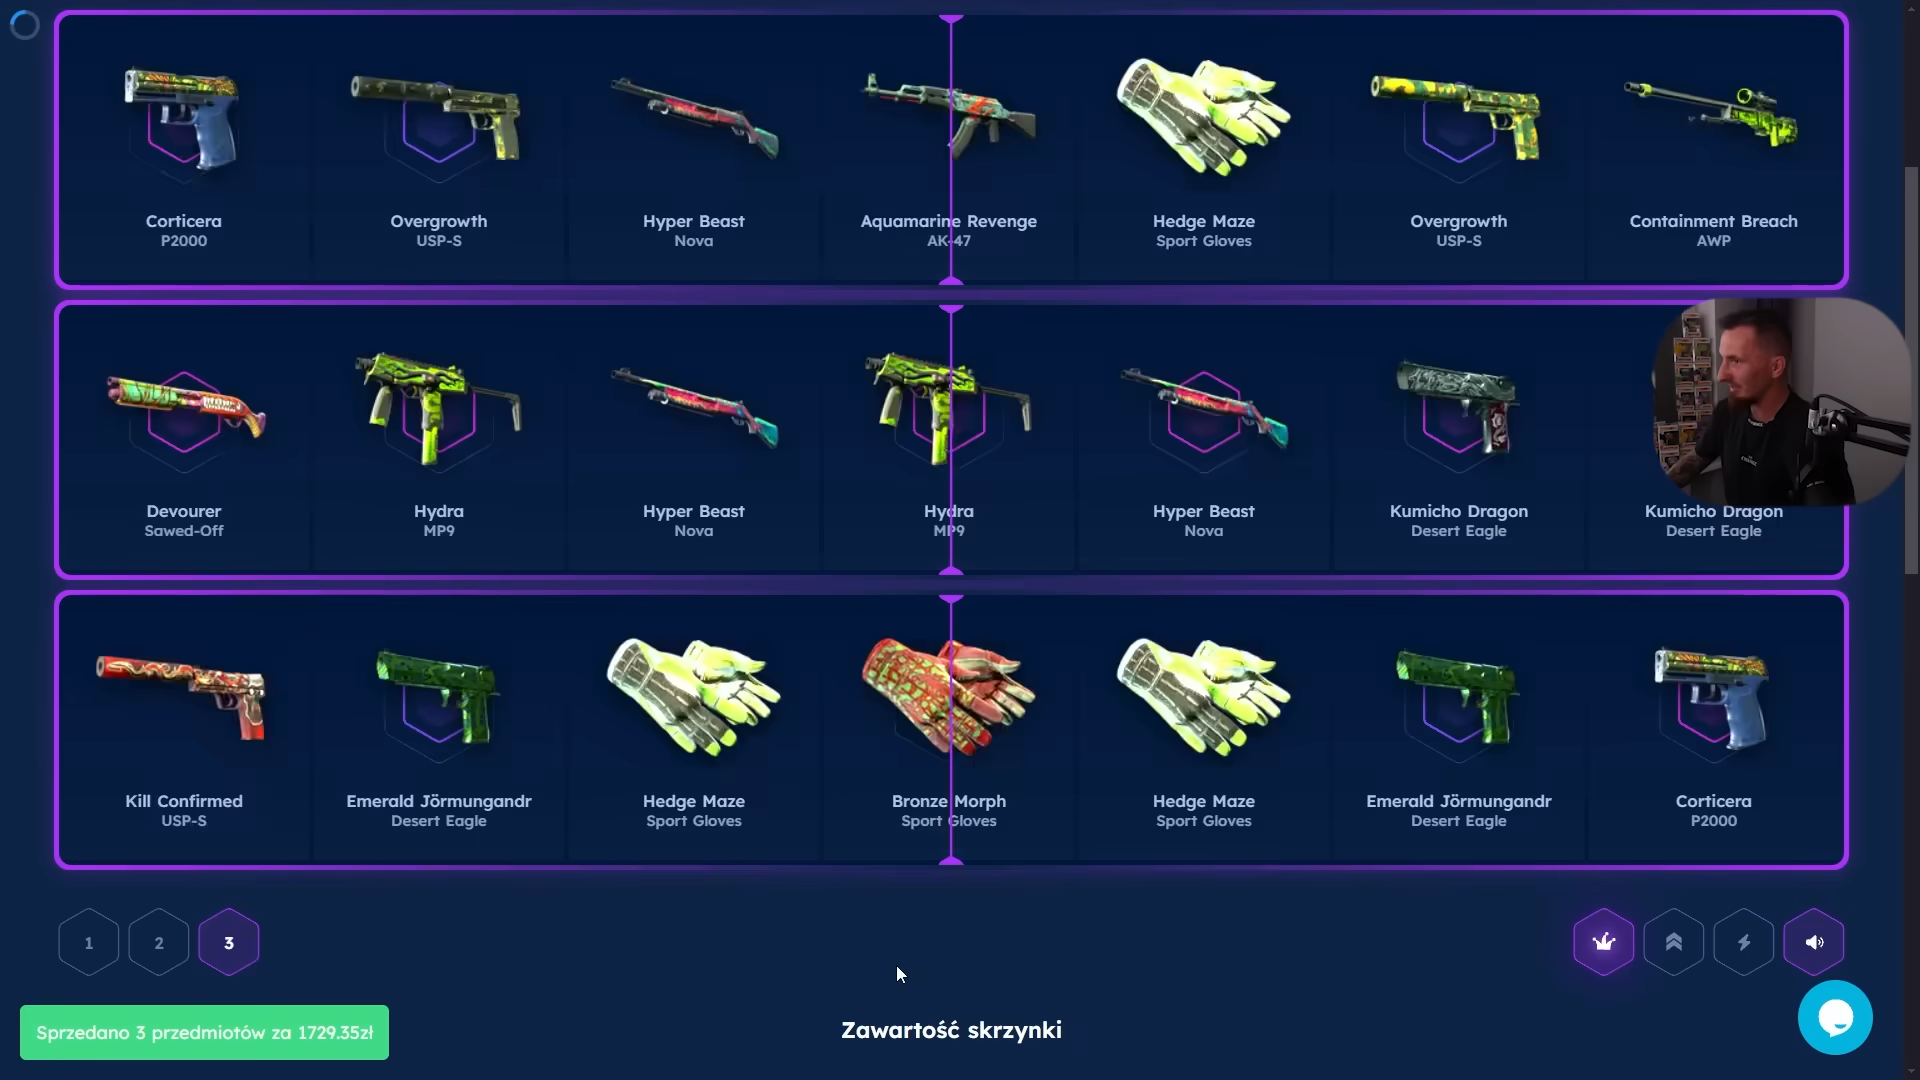 Corticera
P2000
Overgrowth
USP-S
Hyper Beast
Nova
Aquamarine Revenge
AK-47
Hedge Maze
Sport Gloves
Overgrowth
USP-S
Containment Breach
AWP
Devourer
Sawed-Off
Hydra
MP9
Hyper Beast
Nova
Hydra
MP9
Hyper Beast
Nova
Kumicho Dragon
Desert Eagle
Kumicho Dragon
Desert Eagle
Kill Confirmed
USP-S
Emerald Jörmungandr
Desert Eagle
Hedge Maze
Sport Gloves
Bronze Morph
Sport Gloves
Hedge Maze
Sport Gloves
Emerald Jörmungandr
Desert Eagle
Corticera
P2000
1
2
3
Sprzedano 3 przedmiotów za 1729.35zł
Zawartość skrzynki